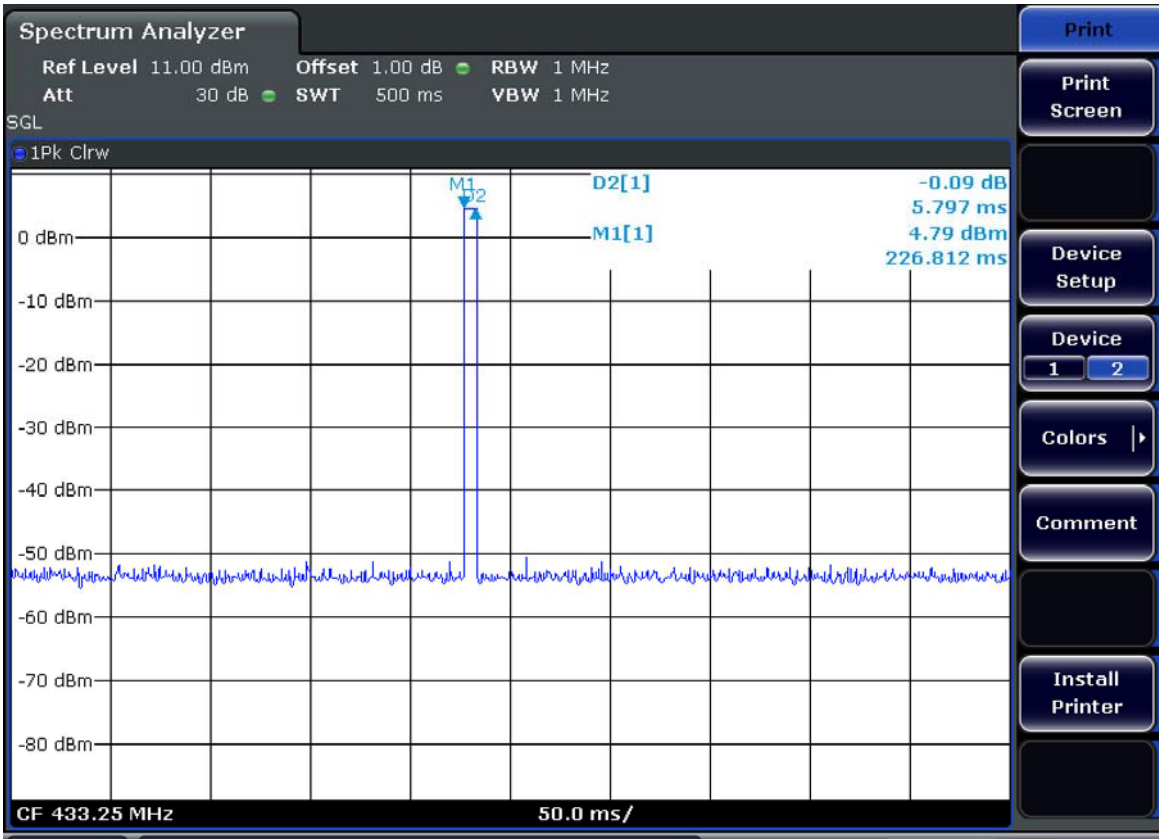 Spectrum Analyzer
Ref Level 11.00 dBm Offset 1.00 dB RBW 1 MHz
Att 30 dB SWT 500 ms VBW 1 MHz
SGL
1Pk Clrw
M1
D2
D2[1] -0.09 dB
5.797 ms
M1[1] 4.79 dBm
226.812 ms
0 dBm
-10 dBm
-20 dBm
-30 dBm
-40 dBm
-50 dBm
-60 dBm
-70 dBm
-80 dBm
CF 433.25 MHz 50.0 ms/
Print
Print
Screen
Device
Setup
Device
1 2
Colors
Comment
Install
Printer